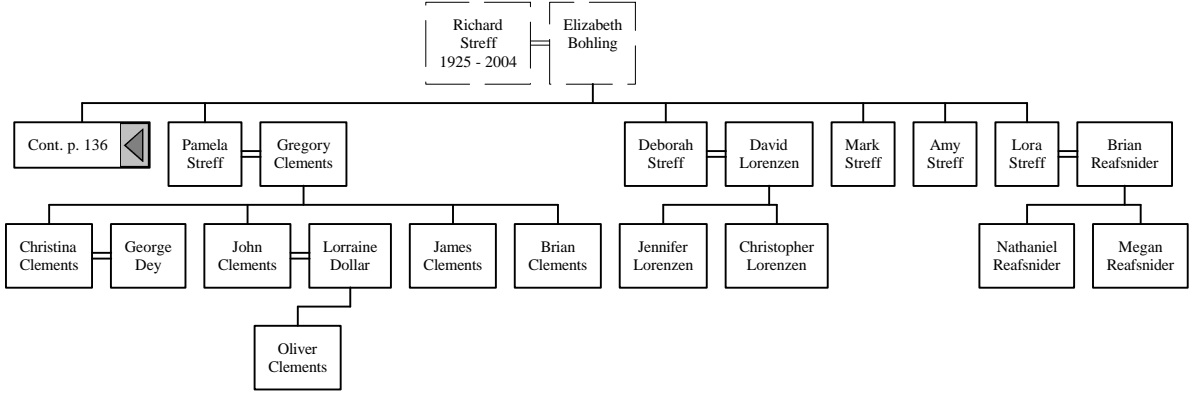 Richard
Streff
1925 - 2004
Elizabeth
Bohling
Cont. p. 136
Pamela
Streff
Gregory
Clements
Deborah
Streff
David
Lorenzen
Mark
Streff
Amy
Streff
Lora
Streff
Brian
Reafsnider
Christina
Clements
George
Dey
John
Clements
Lorraine
Dollar
James
Clements
Brian
Clements
Jennifer
Lorenzen
Christopher
Lorenzen
Nathaniel
Reafsnider
Megan
Reafsnider
Oliver
Clements